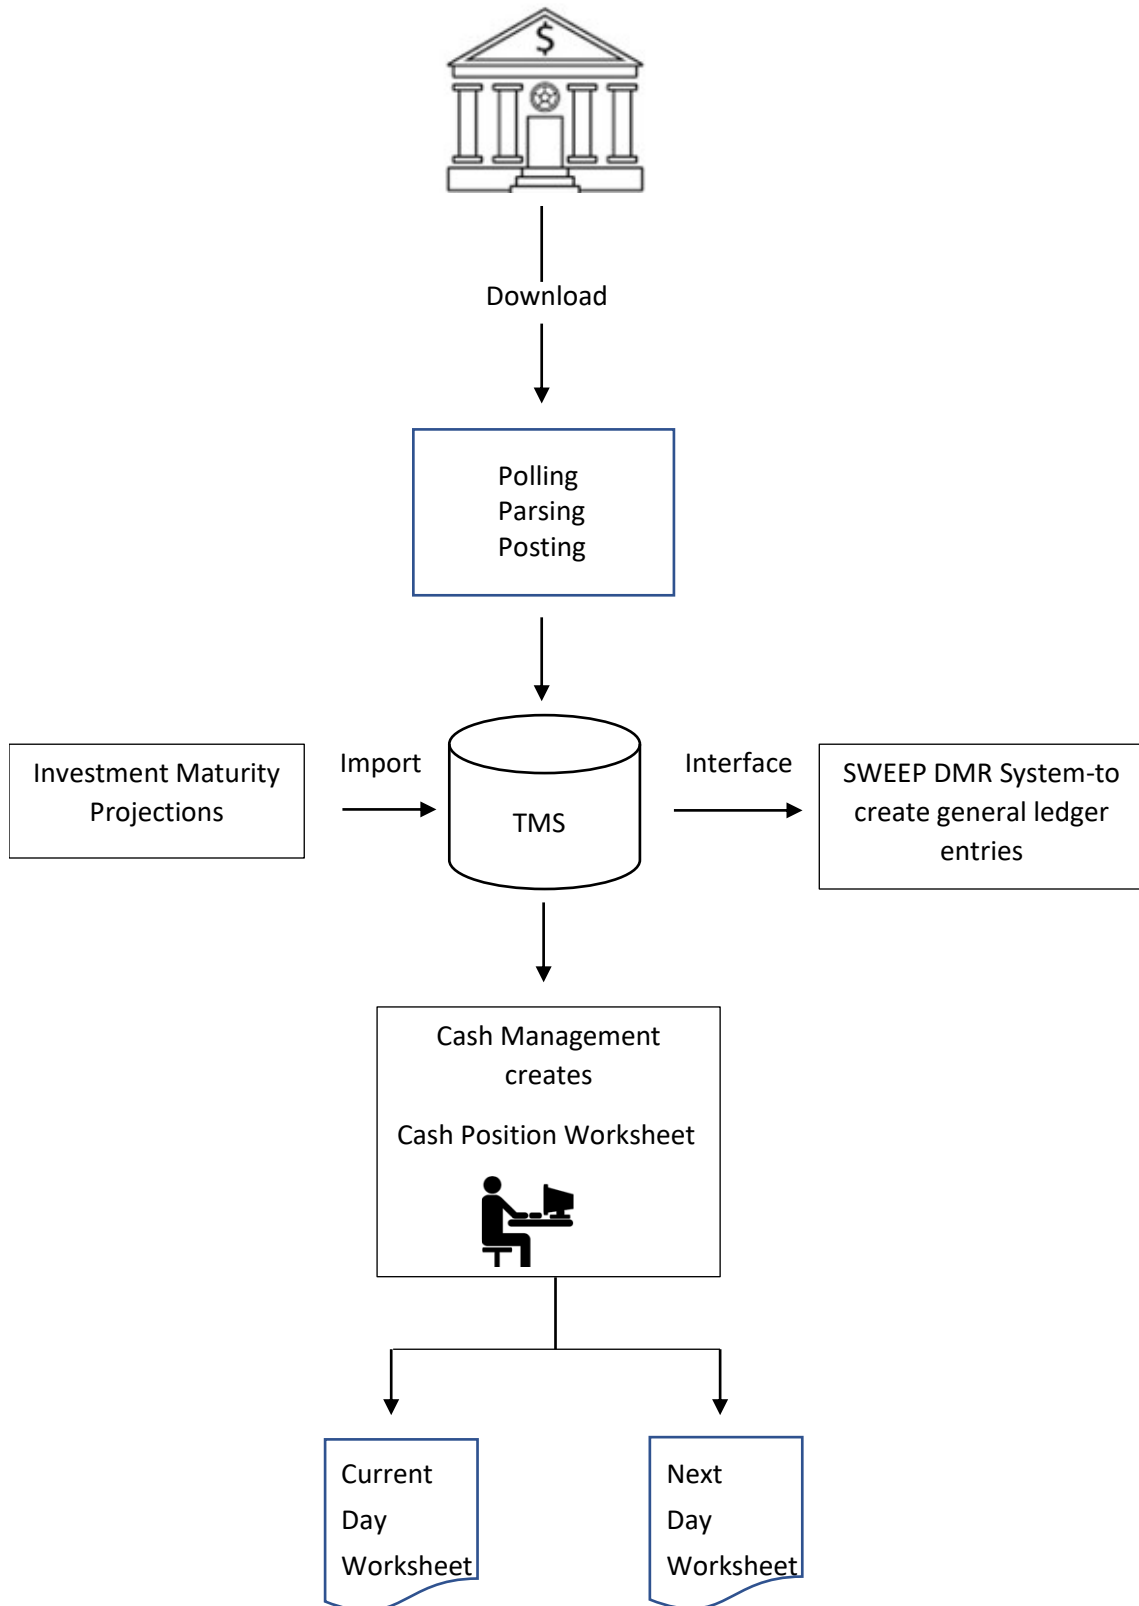 $
Download
Polling
Parsing
Posting
Investment Maturity
Projections
Import
TMS
Interface
SWEEP DMR System-to
create general ledger
entries
Cash Management
creates
Cash Position Worksheet
Current
Day
Worksheet
Next
Day
Worksheet